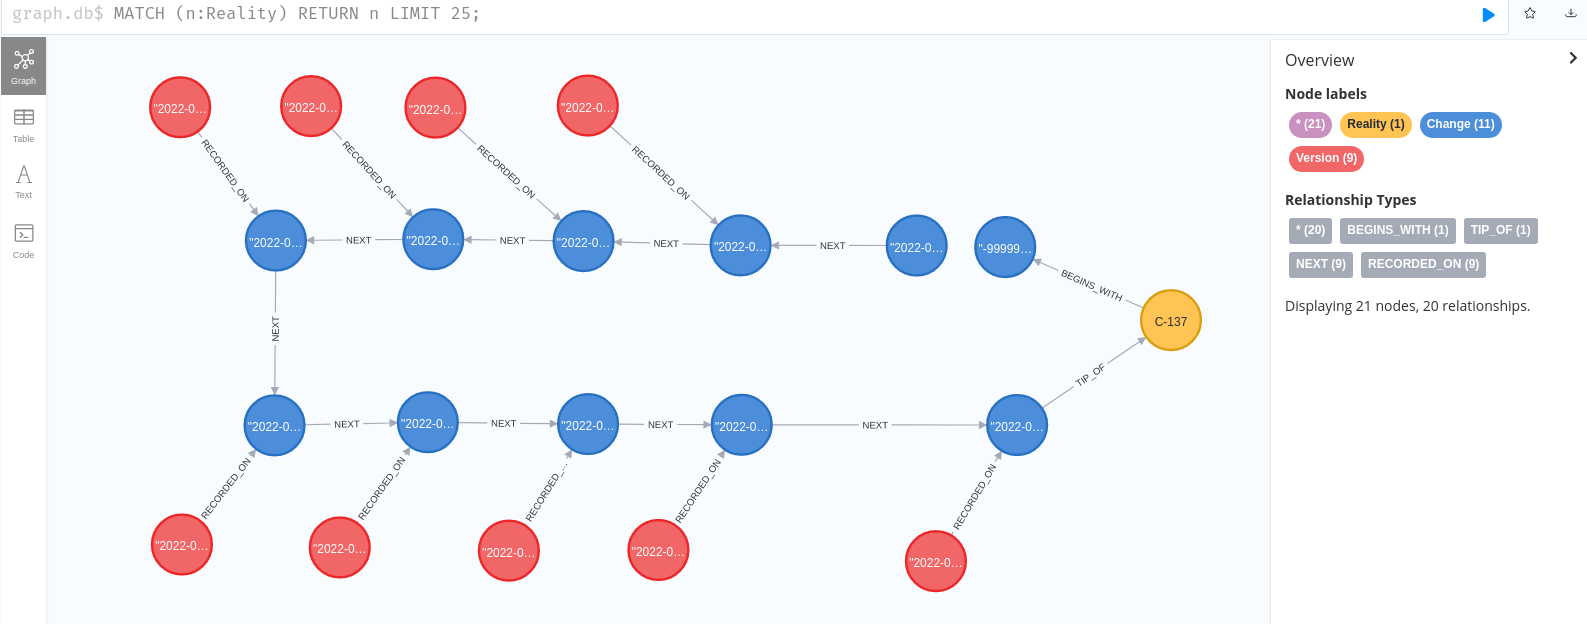 graph.db$ MATCH (n:Reality) RETURN n LIMIT 25;
Graph
Table
Text
Code
"2022-0...
"2022-0...
"2022-0...
"2022-0...
RECORDED_ON
RECORDED_ON
RECORDED_ON
RECORDED_ON
"2022-0...
NEXT
"2022-0...
NEXT
"2022-0...
NEXT
"2022-0...
NEXT
"2022-0...
"-99999...
BEGINS_WITH
C-137
NEXT
TIP_OF
"2022-0...
NEXT
"2022-0...
NEXT
"2022-0...
NEXT
"2022-0...
NEXT
"2022-0...
RECORDED_ON
RECORDED_ON
RECORDED_...
RECORDED_ON
RECORDED_ON
"2022-0...
"2022-0...
"2022-0...
"2022-0...
"2022-0...
Overview
Node labels
* (21) Reality (1) Change (11)
Version (9)
Relationship Types
* (20) BEGINS_WITH (1) TIP_OF (1)
NEXT (9) RECORDED_ON (9)
Displaying 21 nodes, 20 relationships.